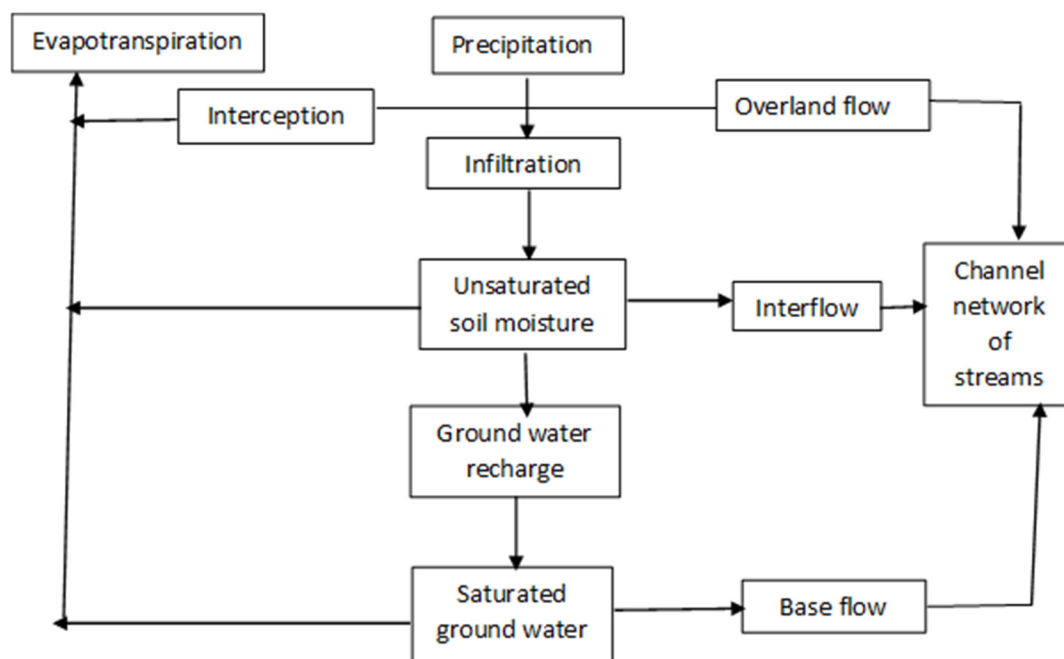 Evapotranspiration
Precipitation
Interception
Overland flow
Infiltration
Unsaturated
soil moisture
Interflow
Channel
network
of
streams
Ground water
recharge
Saturated
ground water
Base flow